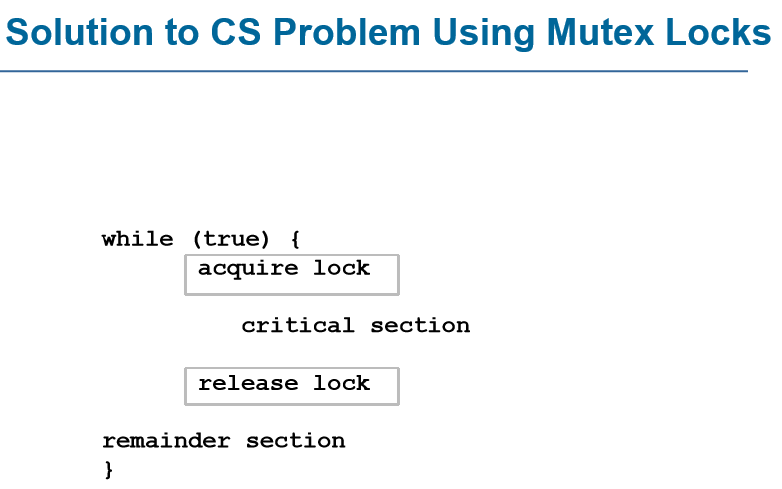 Solution to CS Problem Using Mutex Locks
while (true) {
acquire lock
critical section
release lock
remainder section
}